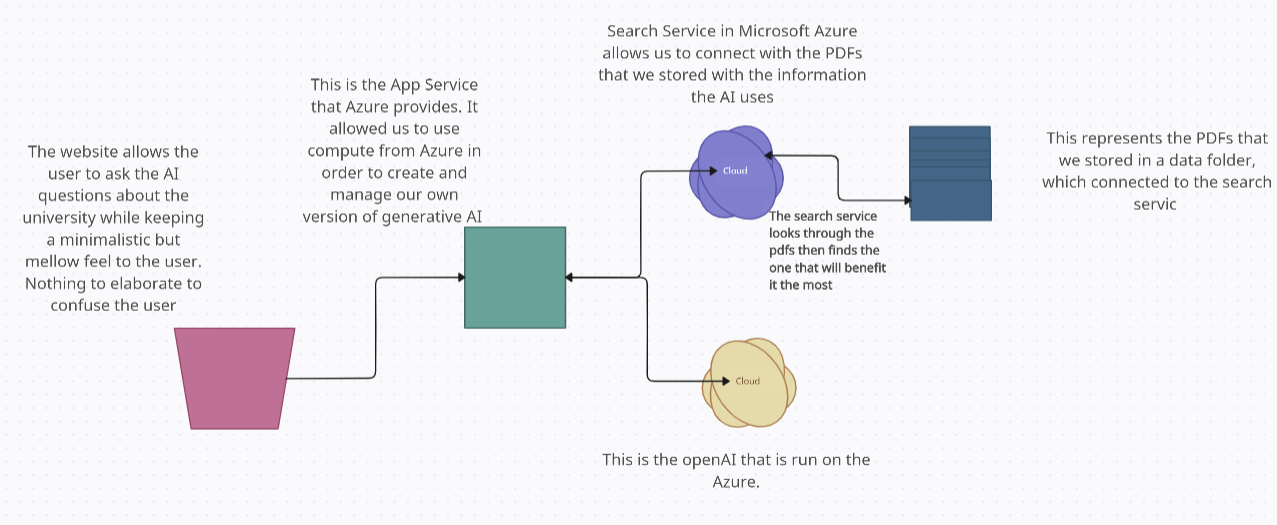 The website allows the
user to ask the AI
questions about the
university while keeping
a minimalistic but
mellow feel to the user.
Nothing to elaborate to
confuse the user
This is the App Service
that Azure provides. It
allowed us to use
compute from Azure in
order to create and
manage our own
version of generative AI
Search Service in Microsoft Azure
allows us to connect with the PDFs
that we stored with the information
the AI uses
Cloud
The search service
looks through the
pdfs then finds the
one that will benefit
it the most
This represents the PDFs that
we stored in a data folder,
which connected to the search
servic
Cloud
This is the openAI that is run on the
Azure.